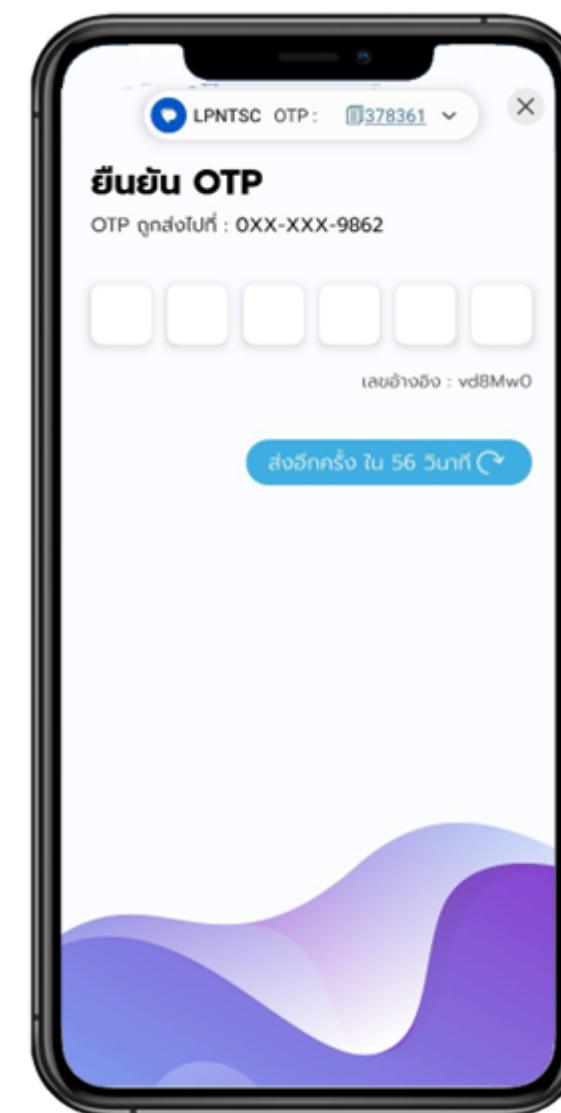 LPNTSC OTP: 378361
ยืนยัน OTP
OTP ถูกส่งไปที่ : 0XX-XXX-9862
เลขอ้างอิง : vd8MwO
ส่งอีกครั้ง ใน 56 วินาที